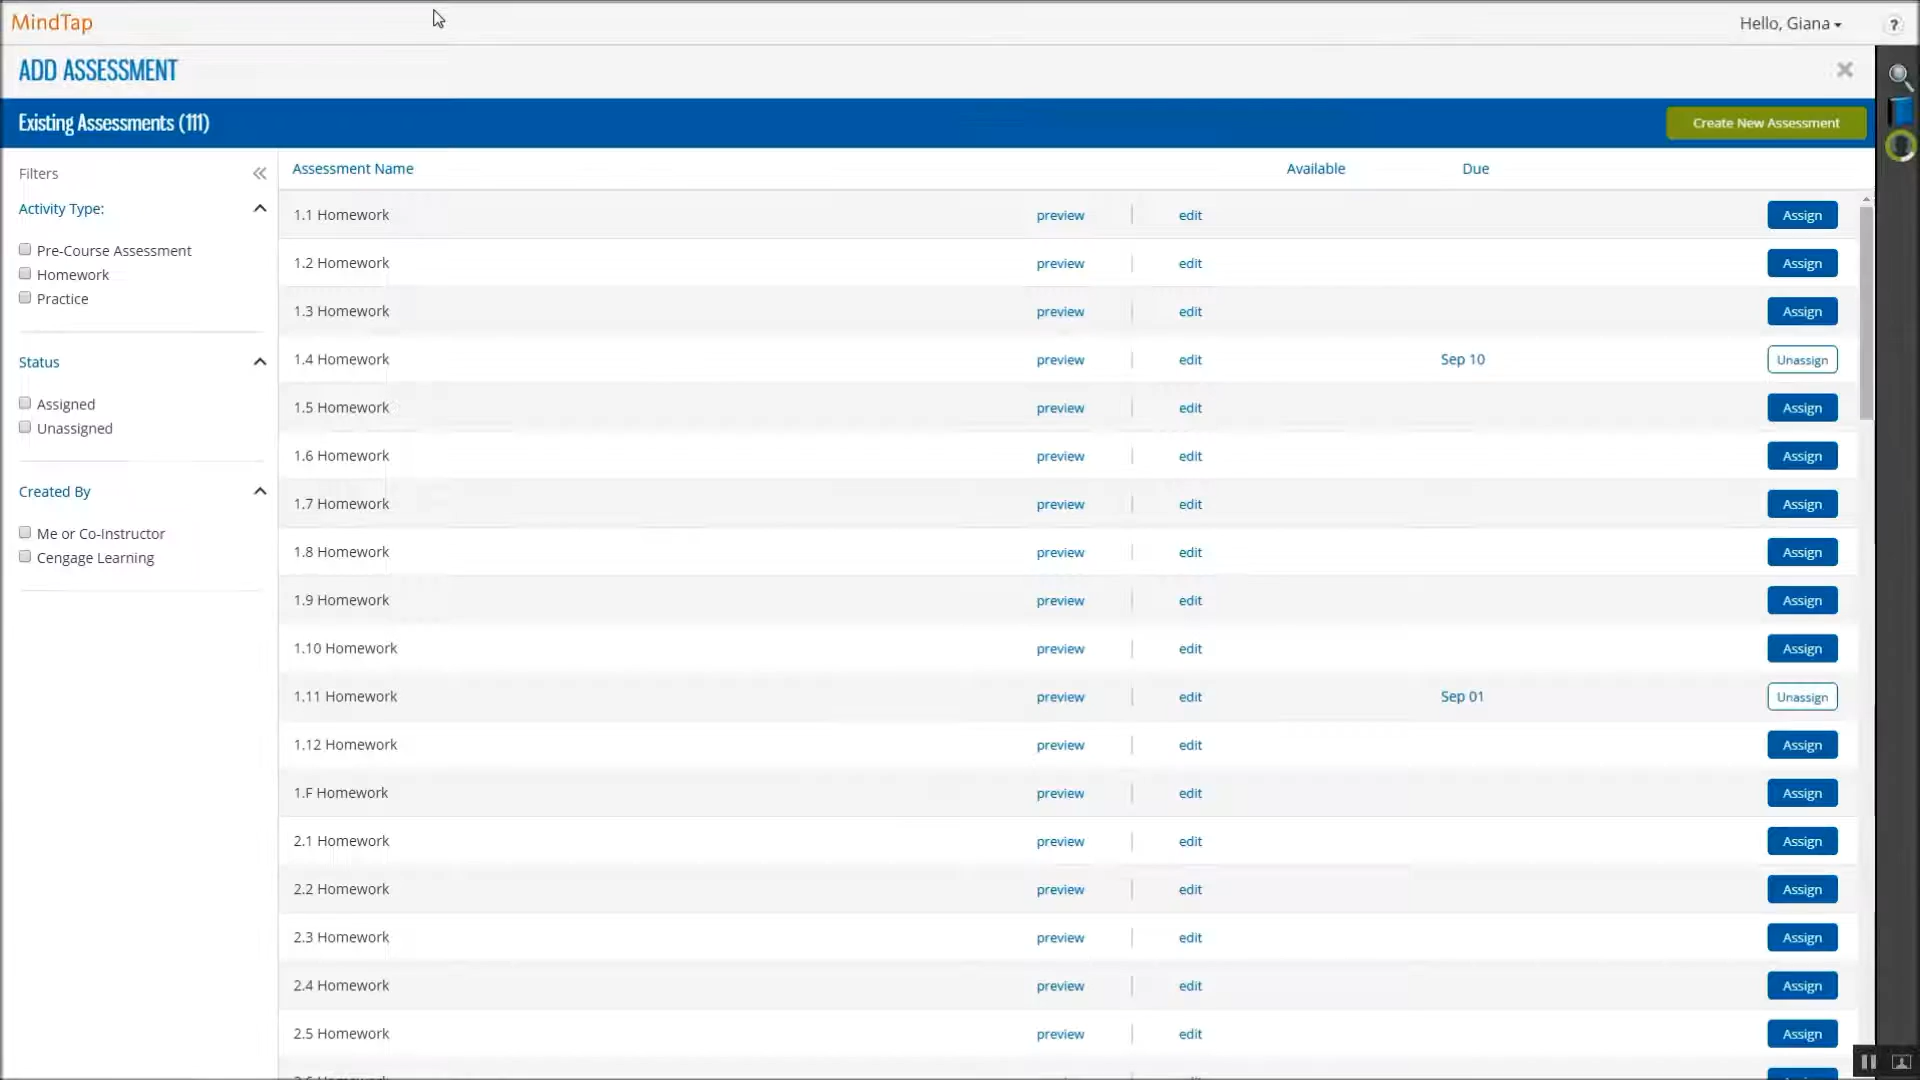 MindTap
Hello, Giana
?
ADD ASSESSMENT
Existing Assessments (111)
Create New Assessment
Filters
Activity Type:
Pre-Course Assessment
Homework
Practice
Status
Assigned
Unassigned
Created By
Me or Co-Instructor
Cengage Learning
Assessment Name Available Due
1.1 Homework preview | edit Assign
1.2 Homework preview | edit Assign
1.3 Homework preview | edit Assign
1.4 Homework preview | edit Sep 10 Unassign
1.5 Homework preview | edit Assign
1.6 Homework preview | edit Assign
1.7 Homework preview | edit Assign
1.8 Homework preview | edit Assign
1.9 Homework preview | edit Assign
1.10 Homework preview | edit Assign
1.11 Homework preview | edit Sep 01 Unassign
1.12 Homework preview | edit Assign
1.F Homework preview | edit Assign
2.1 Homework preview | edit Assign
2.2 Homework preview | edit Assign
2.3 Homework preview | edit Assign
2.4 Homework preview | edit Assign
2.5 Homework preview | edit Assign